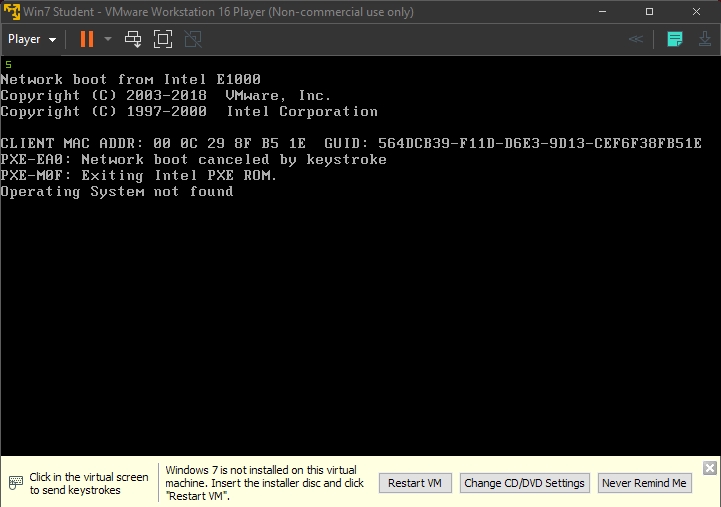 Win7 Student - VMware Workstation 16 Player (Non-commercial use only)
Player
s
Network boot from Intel E1000
Copyright (C) 2003-2018  VMware, Inc.
Copyright (C) 1997-2000  Intel Corporation
CLIENT MAC ADDR: 00 0C 29 8F B5 1E  GUID: 564DCB39-F11D-D6E3-9D13-CEF6F38FB51E
PXE-EA0: Network boot canceled by keystroke
PXE-M0F: Exiting Intel PXE ROM.
Operating System not found
Click in the virtual screen
to send keystrokes
Windows 7 is not installed on this virtual
machine. Insert the installer disc and click
"Restart VM".
Restart VM
Change CD/DVD Settings
Never Remind Me